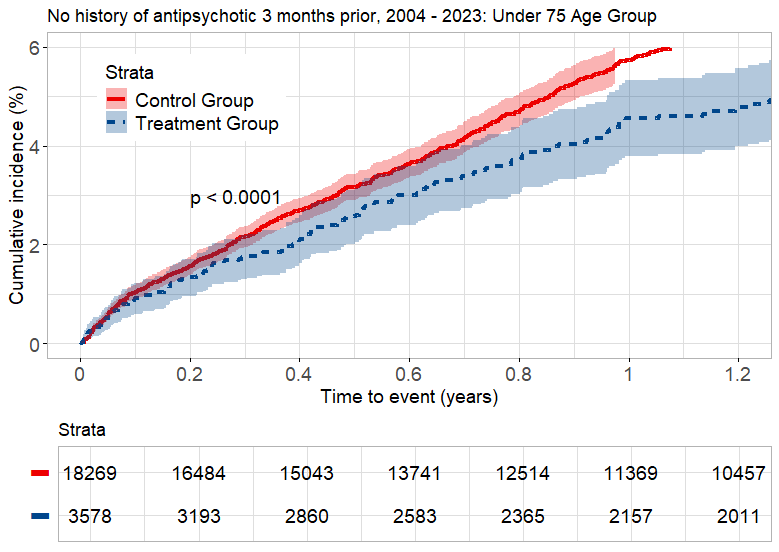 No history of antipsychotic 3 months prior, 2004 - 2023: Under 75 Age Group
Cumulative incidence (%)
6
4
2
0
Strata
Control Group
Treatment Group
p < 0.0001
0 0.2 0.4 0.6 0.8 1 1.2
Time to event (years)
Strata
18269 16484 15043 13741 12514 11369 10457
3578 3193 2860 2583 2365 2157 2011